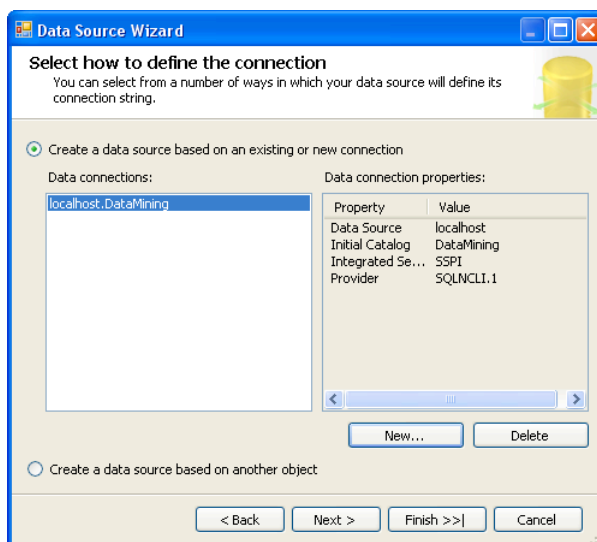 Data Source Wizard
Select how to define the connection
You can select from a number of ways in which your data source will define its
connection string.
Create a data source based on an existing or new connection
Data connections:
localhost.DataMining
Data connection properties:
Property Value
Data Source localhost
Initial Catalog DataMining
Integrated Se... SSPI
Provider SQLNCLI.1
New... Delete
Create a data source based on another object
< Back Next > Finish >>| Cancel